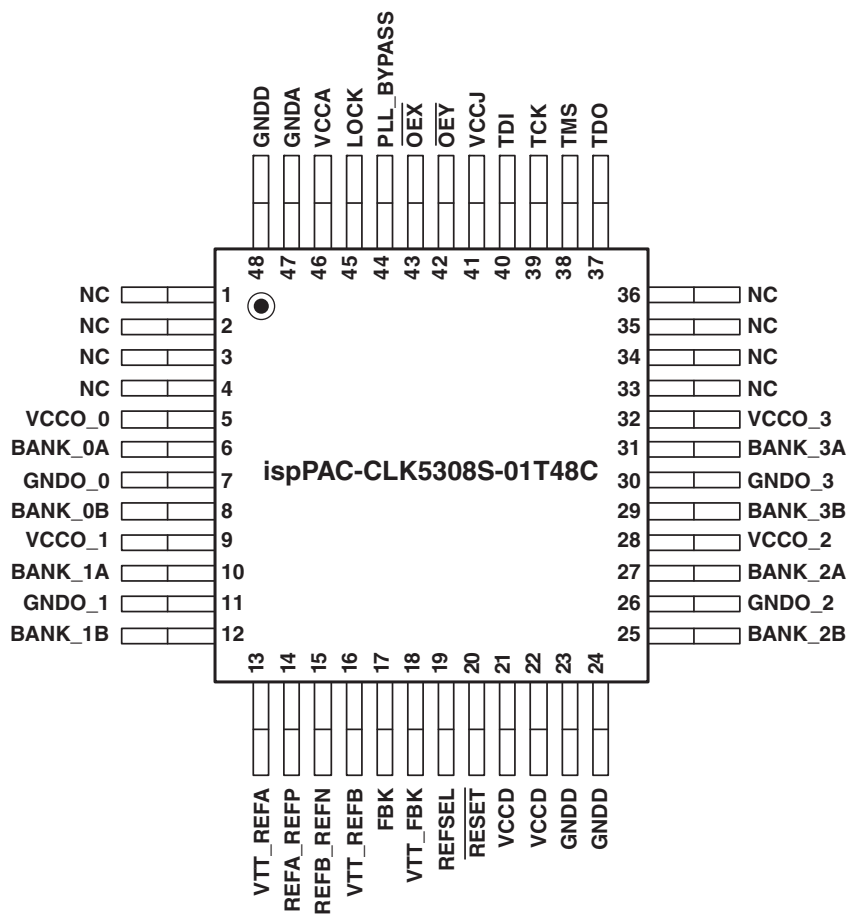 GNDD
GNDA
VCCA
LOCK
PLL_BYPASS
OEX
OEY
VCCJ
TDI
TCK
TMS
TDO
48
47
46
45
44
43
42
41
40
39
38
37
NC 1
NC 2
NC 3
NC 4
VCCO_0 5
BANK_0A 6
GNDO_0 7
BANK_0B 8
VCCO_1 9
BANK_1A 10
GNDO_1 11
BANK_1B 12
ispPAC-CLK5308S-01T48C
36 NC
35 NC
34 NC
33 NC
32 VCCO_3
31 BANK_3A
30 GNDO_3
29 BANK_3B
28 VCCO_2
27 BANK_2A
26 GNDO_2
25 BANK_2B
13
14
15
16
17
18
19
20
21
22
23
24
VTT_REFA
REFA_REFP
REFB_REFN
VTT_REFB
FBK
VTT_FBK
REFSEL
RESET
VCCD
VCCD
GNDD
GNDD